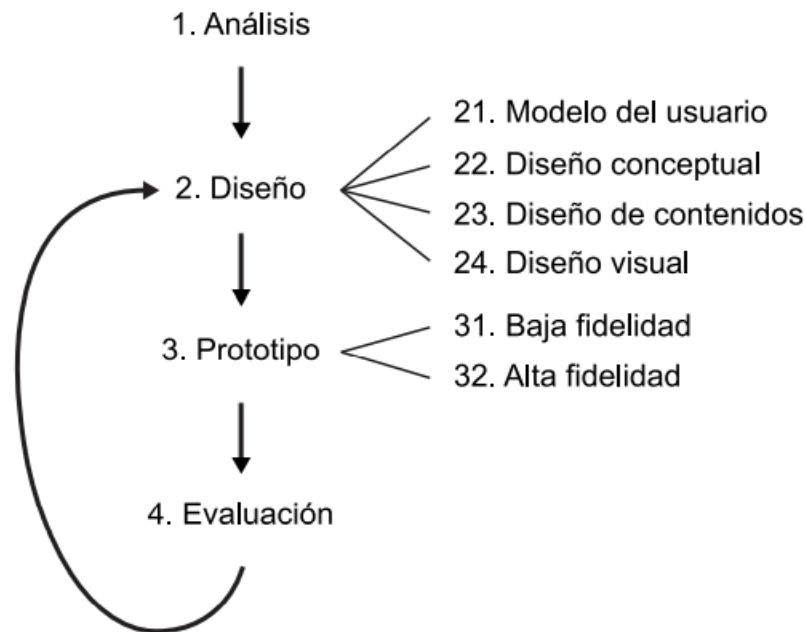 1. Análisis
2. Diseño
21. Modelo del usuario
22. Diseño conceptual
23. Diseño de contenidos
24. Diseño visual
3. Prototipo
31. Baja fidelidad
32. Alta fidelidad
4. Evaluación